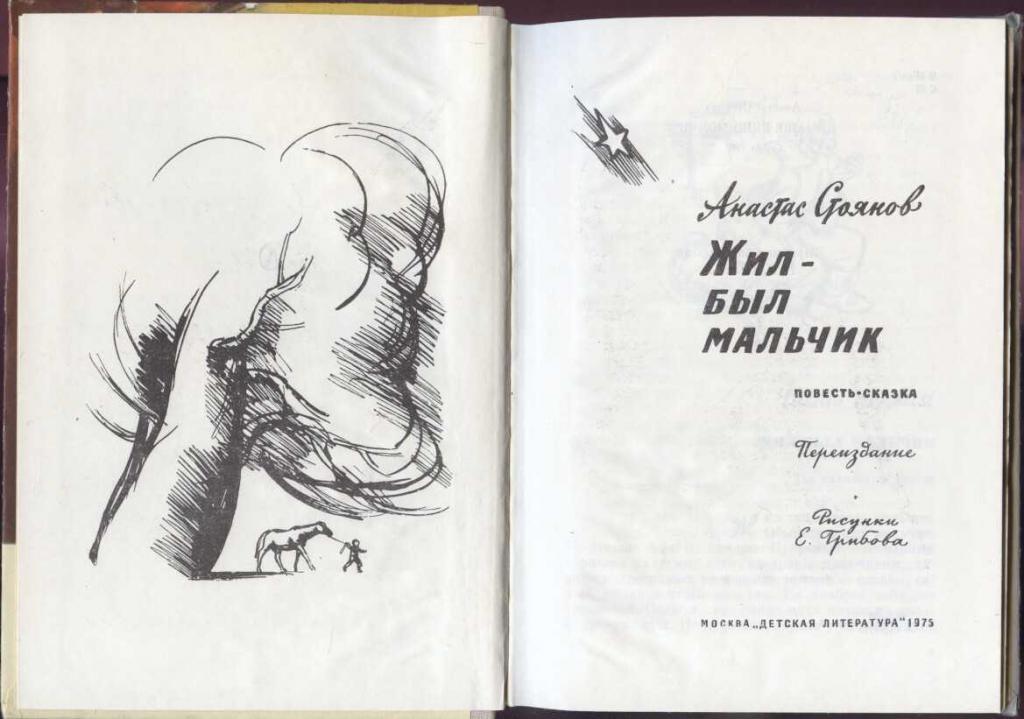 Анастас Стоянов
Жил-
был
мальчик
повесть-сказка
Переиздание
Рисунки
Е. Грибова
МОСКВА „ДЕТСКАЯ ЛИТЕРАТУРА" 1975